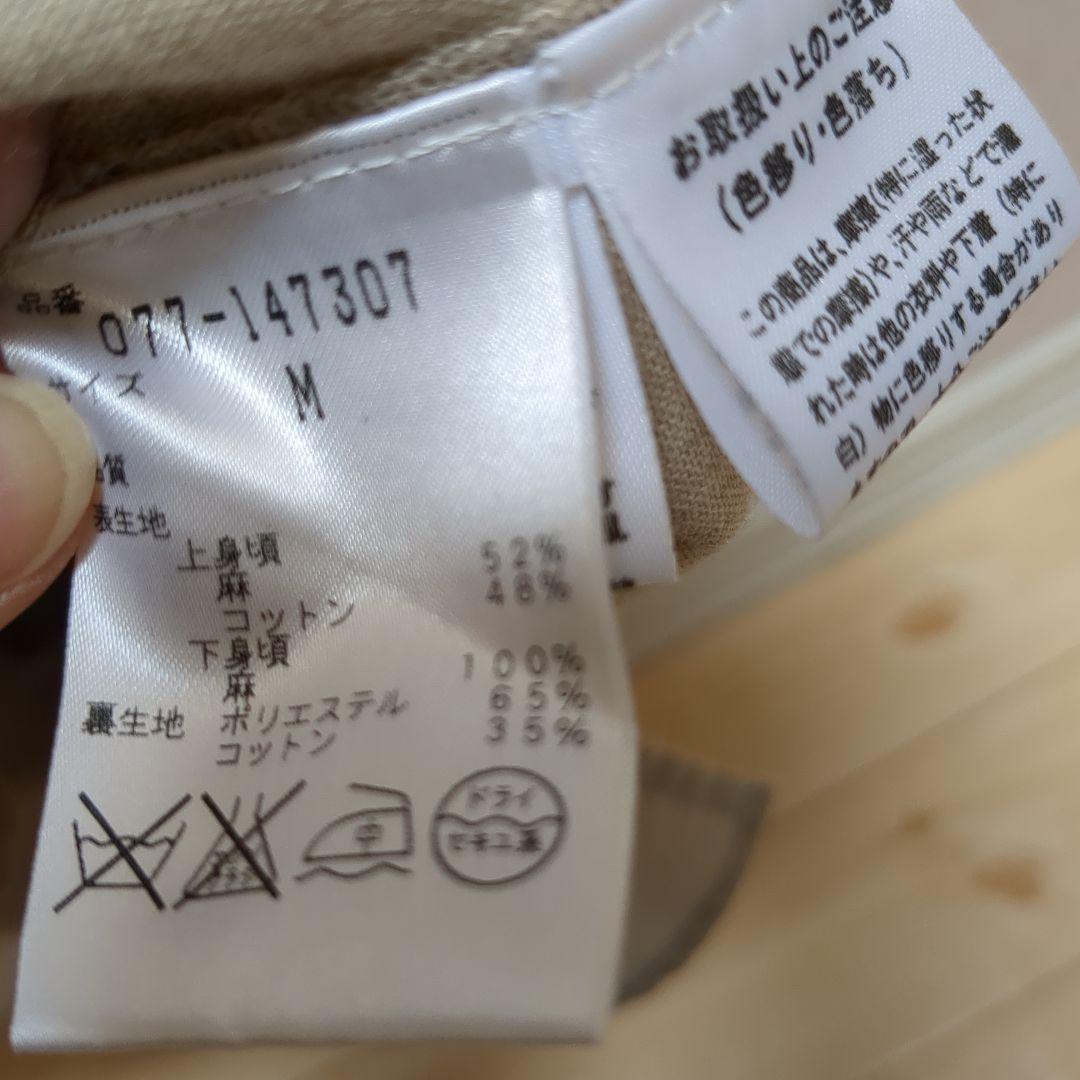 品番 077-147307
サイズ M
質
表生地
上身頃
麻 52%
コットン 48%
下身頃
麻 100%
裏生地 ポリエステル 65%
コットン 35%
中
ドライ
セキユ系
お取扱い上のご注意
(色移り・色落ち)
この商品は、摩擦(特に湿った状
態での摩擦)や、汗や雨などで濡
れた時は他の衣料や下着(特に
白)物に色移りする場合があり